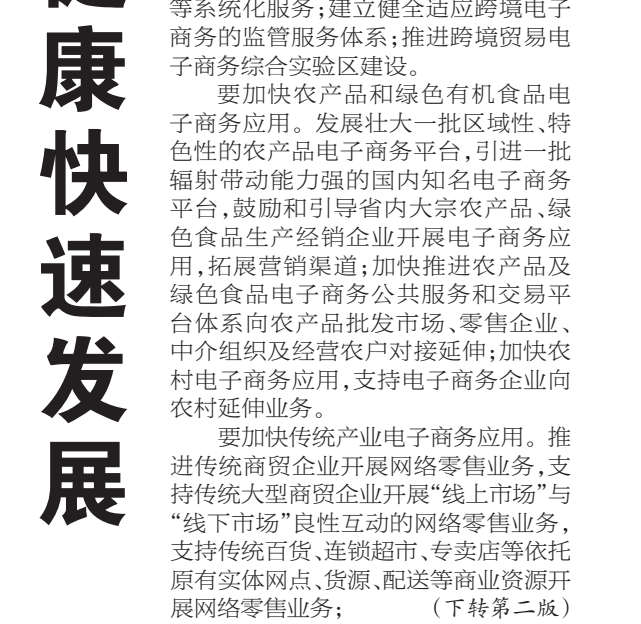 健
康
快
速
发
展
等系统化服务；建立健全适应跨境电子
商务的监管服务体系；推进跨境贸易电
子商务综合实验区建设。
要加快农产品和绿色有机食品电
子商务应用。发展壮大一批区域性、特
色性的农产品电子商务平台，引进一批
辐射带动能力强的国内知名电子商务
平台，鼓励和引导省内大宗农产品、绿
色食品生产经销企业开展电子商务应
用，拓展营销渠道；加快推进农产品及
绿色食品电子商务公共服务和交易平
台体系向农产品批发市场、零售企业、
中介组织及经营农户对接延伸；加快农
村电子商务应用，支持电子商务企业向
农村延伸业务。
要加快传统产业电子商务应用。推
进传统商贸企业开展网络零售业务，支
持传统大型商贸企业开展“线上市场”与
“线下市场”良性互动的网络零售业务，
支持传统百货、连锁超市、专卖店等依托
原有实体网点、货源、配送等商业资源开
展网络零售业务； （下转第二版）